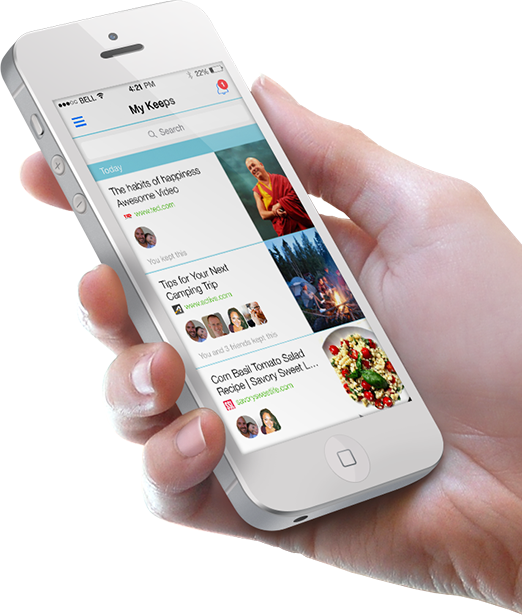 BELL 4:21 PM 22%
1
My Keeps
Search
Today
The habits of happiness
Awesome Video
www.ted.com
You kept this
Tips for Your Next
Camping Trip
www.active.com
You and 3 friends kept this
Corn Basil Tomato Salad
Recipe | Savory Sweet L...
savorysweetlife.com